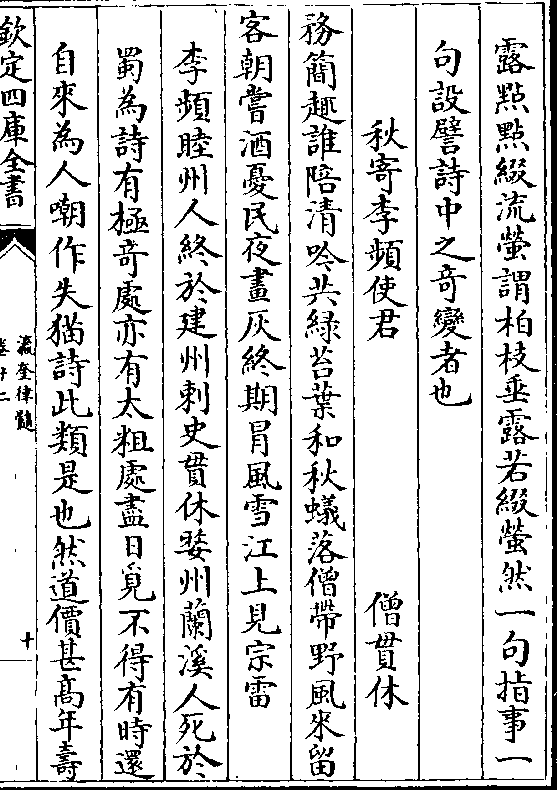 露點點綴流螢謂柏枝垂露若綴螢然一句指事一
句設譬詩中之竒變者也
秋寄李頻使君 僧貫休
務簡趣誰陪清吟共綠苔葉和秋蟻落僧帶野風來留
客朝嘗酒憂民夜畫灰終期冐風雪江上見宗雷
李頻睦州人終於建州刺史貫休婺州蘭溪人死於
蜀為詩有極竒處亦有太粗處盡日覓不得有時還
自來為人嘲作失猫詩此類是也然道價甚髙年壽
欽定四庫全書
瀛奎律髓
卷十二
十